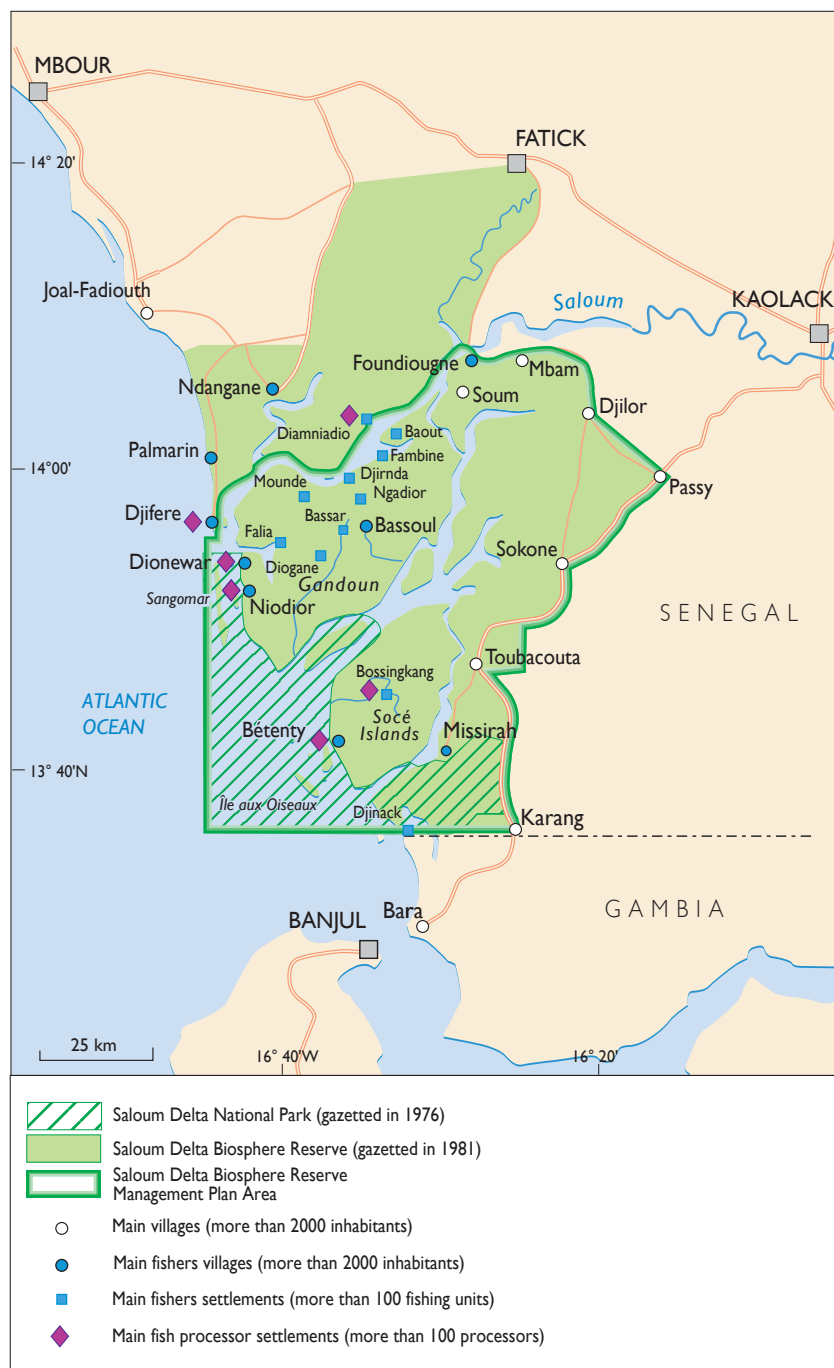 MBOUR
FATICK
14° 20'
Joal-Fadiouth
Saloum
KAOLACK
Foundiougne
Mbam
Ndangane
Soum
Djilor
Diamniadio
Baout
Palmarin
14° 00'
Fambine
Djirnda
Mounde
Ngadior
Passy
Djifere
Bassar
Bassoul
Falia
Sokone
Dionewar
Diogane
Gandoun
Sangomar
Niodior
SENEGAL
Toubacouta
Bossingkang
ATLANTIC
OCEAN
Socé
Islands
Bétenty
Missirah
13° 40'N
Île aux Oiseaux
Djinack
Karang
Bara
GAMBIA
BANJUL
25 km
16° 40'W
16° 20'
Saloum Delta National Park (gazetted in 1976)
Saloum Delta Biosphere Reserve (gazetted in 1981)
Saloum Delta Biosphere Reserve
Management Plan Area
Main villages (more than 2000 inhabitants)
Main fishers villages (more than 2000 inhabitants)
Main fishers settlements (more than 100 fishing units)
Main fish processor settlements (more than 100 processors)